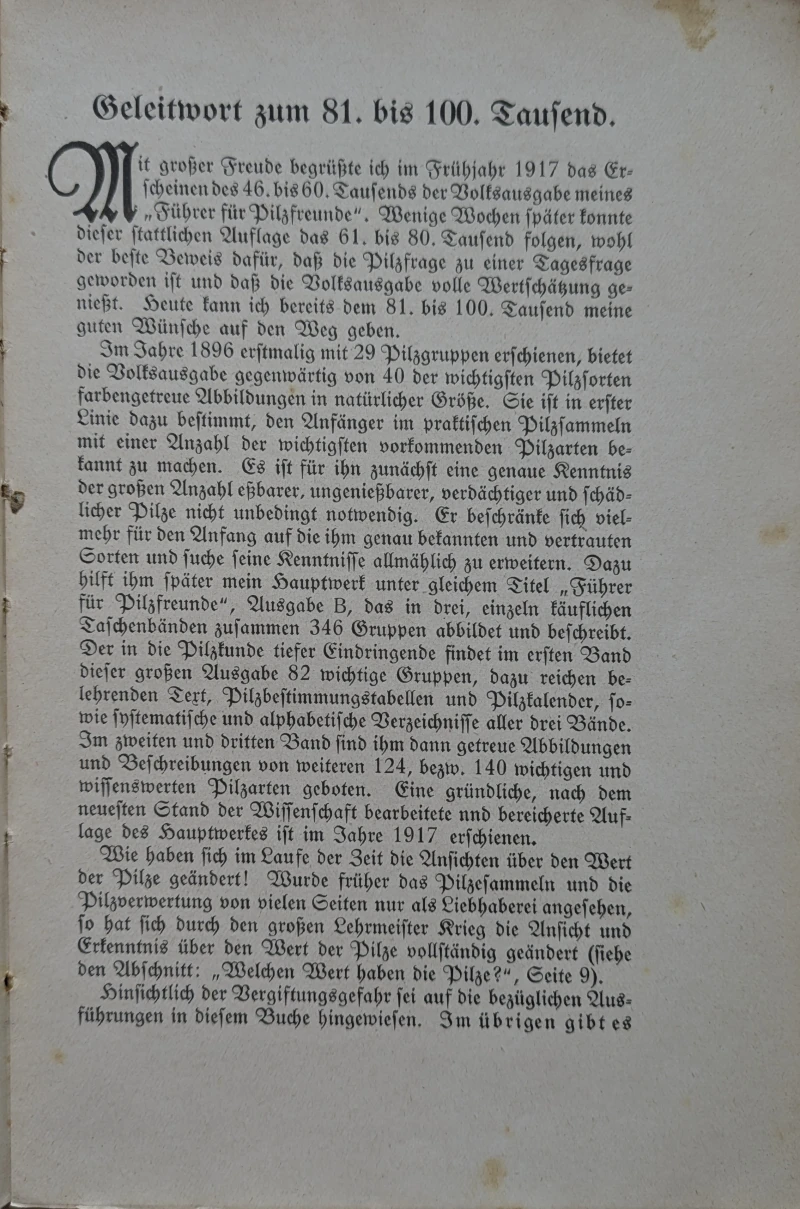 Geleitwort zum 81. bis 100. Tausend.
Mit großer Freude begrüßte ich im Frühjahr 1917 das Er-
scheinen des 46. bis 60. Tausends der Volksausgabe meines
„Führer für Pilzfreunde“. Wenige Wochen später konnte
dieser stattlichen Auflage das 61. bis 80. Tausend folgen, wohl
der beste Beweis dafür, daß die Pilzfrage zu einer Tagesfrage
geworden ist und daß die Volksausgabe volle Wertschätzung ge-
nießt. Heute kann ich bereits dem 81. bis 100. Tausend meine
guten Wünsche auf den Weg geben.
Im Jahre 1896 erstmalig mit 29 Pilzgruppen erschienen, bietet
die Volksausgabe gegenwärtig von 40 der wichtigsten Pilzsorten
farbengetreue Abbildungen in natürlicher Größe. Sie ist in erster
Linie dazu bestimmt, den Anfänger im praktischen Pilzsammeln
mit einer Anzahl der wichtigsten vorkommenden Pilzarten be-
kannt zu machen. Es ist für ihn zunächst eine genaue Kenntnis
der großen Anzahl eßbarer, ungenießbarer, verdächtiger und schäd-
licher Pilze nicht unbedingt notwendig. Er beschränke sich viel-
mehr für den Anfang auf die ihm genau bekannten und vertrauten
Sorten und suche seine Kenntnisse allmählich zu erweitern. Dazu
hilft ihm später mein Hauptwerk unter gleichem Titel „Führer
für Pilzfreunde“, Ausgabe B, das in drei, einzeln käuflichen
Taschenbänden zusammen 346 Gruppen abbildet und beschreibt.
Der in die Pilzkunde tiefer Eindringende findet im ersten Band
dieser großen Ausgabe 82 wichtige Gruppen, dazu reichen be-
lehrenden Text, Pilzbestimmungstabellen und Pilzkalender, so-
wie systematische und alphabetische Verzeichnisse aller drei Bände.
Im zweiten und dritten Band sind ihm dann getreue Abbildungen
und Beschreibungen von weiteren 124, bezw. 140 wichtigen und
wissenswerten Pilzarten geboten. Eine gründliche, nach dem
neuesten Stand der Wissenschaft bearbeitete nnd bereicherte Auf-
lage des Hauptwerkes ist im Jahre 1917 erschienen.
Wie haben sich im Laufe der Zeit die Ansichten über den Wert
der Pilze geändert! Wurde früher das Pilzesammeln und die
Pilzverwertung von vielen Seiten nur als Liebhaberei angesehen,
so hat sich durch den großen Lehrmeister Krieg die Ansicht und
Erkenntnis über den Wert der Pilze vollständig geändert (siehe
den Abschnitt: „Welchen Wert haben die Pilze?“, Seite 9).
Hinsichtlich der Vergiftungsgefahr sei auf die bezüglichen Aus-
führungen in diesem Buche hingewiesen. Im übrigen gibt es